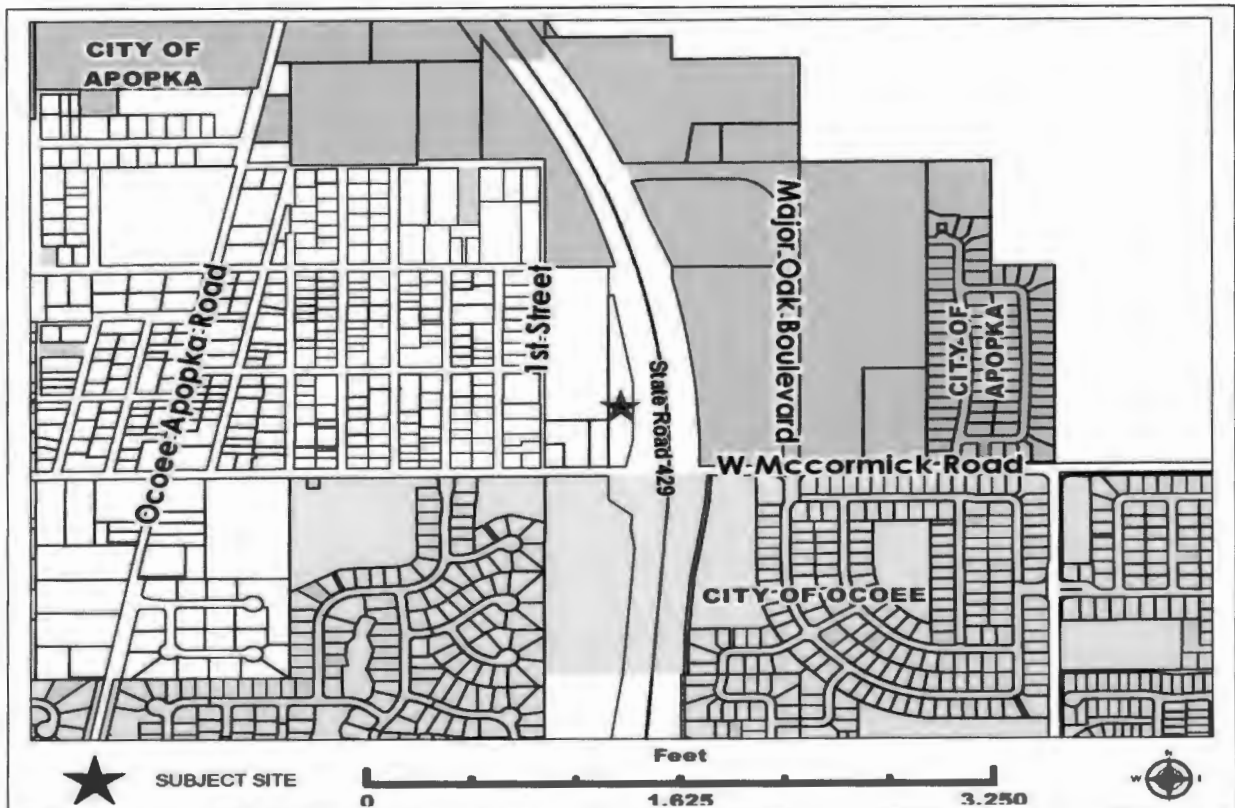 CITY OF
APOPKA
Ocoee-Apopka-Road
1st-Street
State Road 429
Major-Oak-Boulevard
CITY OF
APOPKA
W-Mccormick-Road
CITY OF OCOEE
Feet
SUBJECT SITE
0
1.625
3.250
N
W